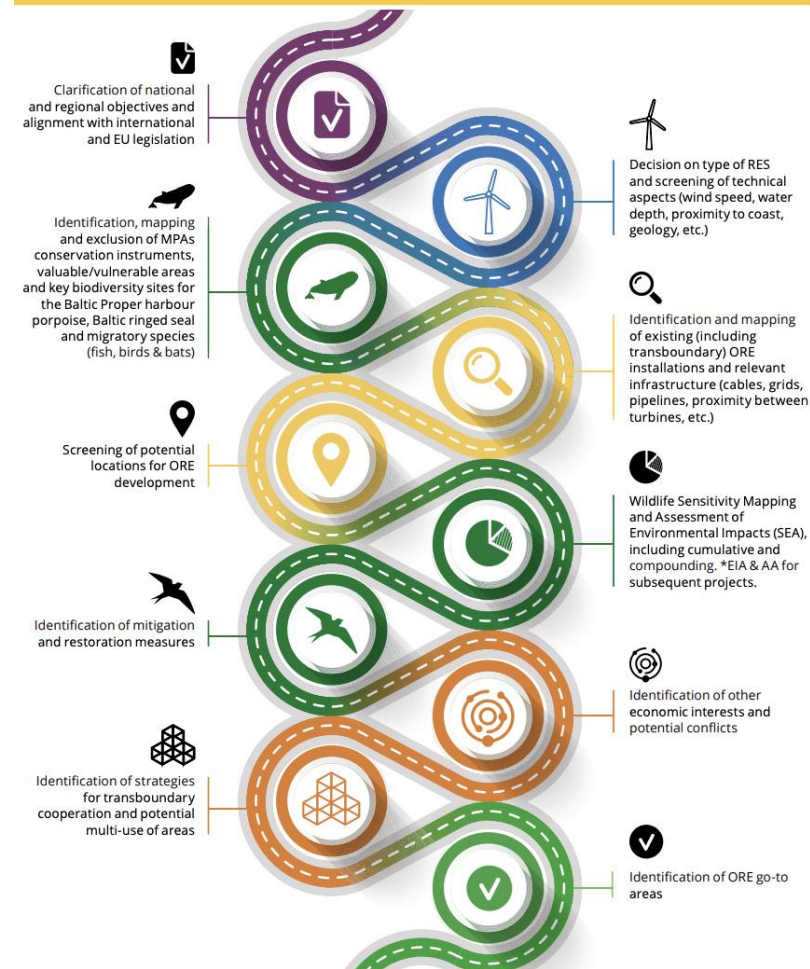 Clarification of national
and regional objectives and
alignment with international
and EU legislation
Decision on type of RES
and screening of technical
aspects (wind speed, water
depth, proximity to coast,
geology, etc.)
Identification, mapping
and exclusion of MPAs
conservation instruments,
valuable/vulnerable areas
and key biodiversity sites for
the Baltic Proper harbour
porpoise, Baltic ringed seal
and migratory species
(fish, birds & bats)
Identification and mapping
of existing (including
transboundary) ORE
installations and relevant
infrastructure (cables, grids,
pipelines, proximity between
turbines, etc.)
Screening of potential
locations for ORE
development
Wildlife Sensitivity Mapping
and Assessment of
Environmental Impacts (SEA),
including cumulative and
compounding. *EIA & AA for
subsequent projects.
Identification of mitigation
and restoration measures
Identification of other
economic interests and
potential conflicts
Identification of strategies
for transboundary
cooperation and potential
multi-use of areas
Identification of ORE go-to
areas